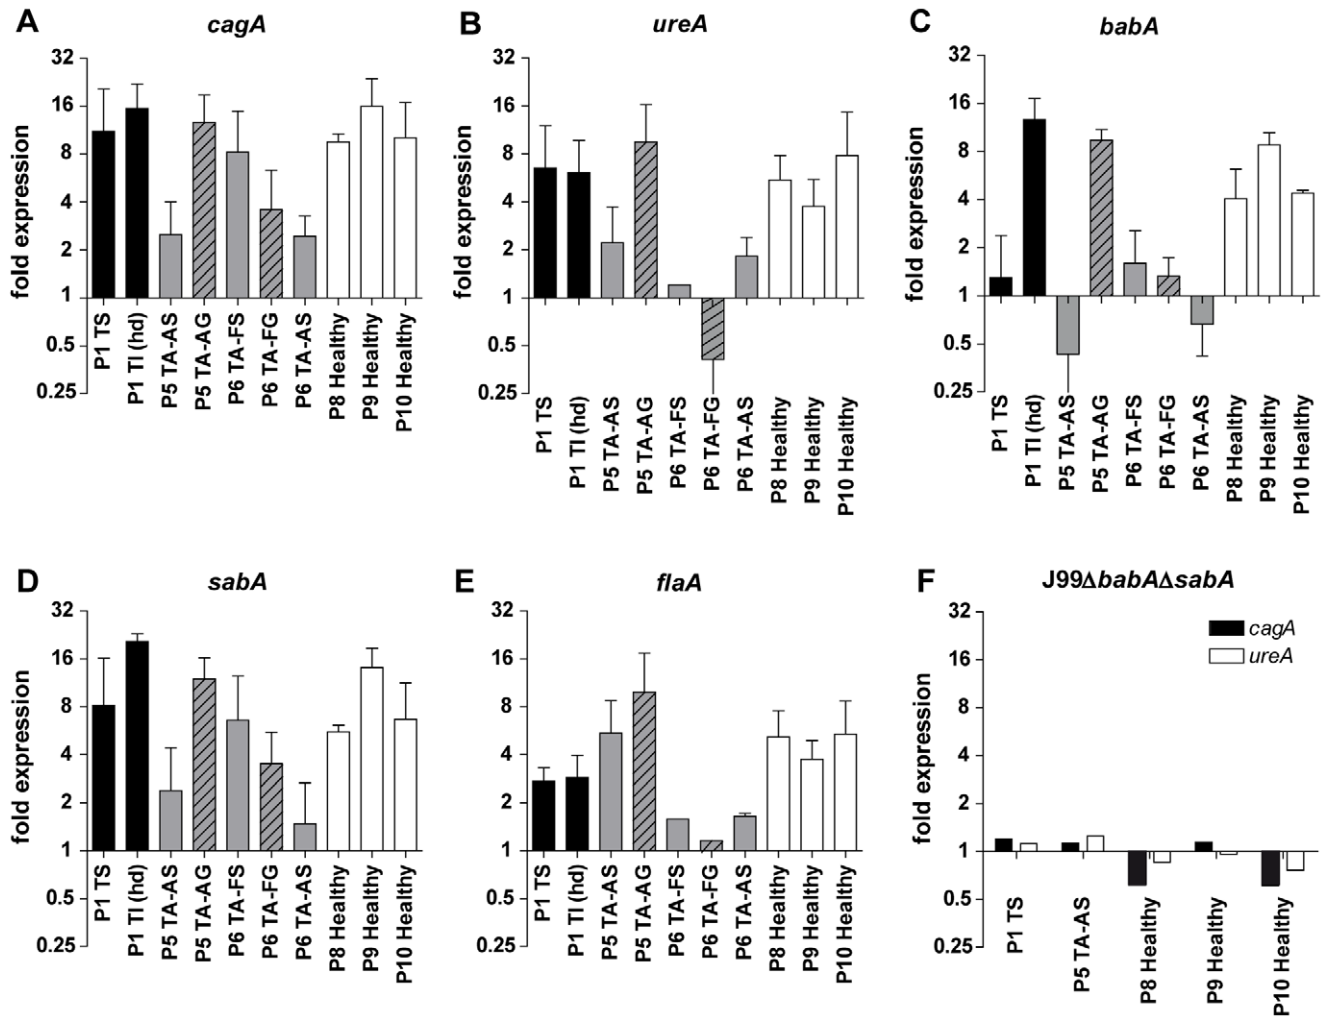 A
cagA
fold expression
32
16
8
4
2
1
0.5
0.25
P1 TS
P1 TI (hd)
P5 TA-AS
P5 TA-AG
P6 TA-FS
P6 TA-FG
P6 TA-AS
P8 Healthy
P9 Healthy
P10 Healthy
B
ureA
fold expression
32
16
8
4
2
1
0.5
0.25
P1 TS
P1 TI (hd)
P5 TA-AS
P5 TA-AG
P6 TA-FS
P6 TA-FG
P6 TA-AS
P8 Healthy
P9 Healthy
P10 Healthy
C
babA
fold expression
32
16
8
4
2
1
0.5
0.25
P1 TS
P1 TI (hd)
P5 TA-AS
P5 TA-AG
P6 TA-FS
P6 TA-FG
P6 TA-AS
P8 Healthy
P9 Healthy
P10 Healthy
D
sabA
fold expression
32
16
8
4
2
1
0.5
0.25
P1 TS
P1 TI (hd)
P5 TA-AS
P5 TA-AG
P6 TA-FS
P6 TA-FG
P6 TA-AS
P8 Healthy
P9 Healthy
P10 Healthy
E
flaA
fold expression
32
16
8
4
2
1
0.5
0.25
P1 TS
P1 TI (hd)
P5 TA-AS
P5 TA-AG
P6 TA-FS
P6 TA-FG
P6 TA-AS
P8 Healthy
P9 Healthy
P10 Healthy
F
J99ΔbabAΔsabA
cagA
ureA
fold expression
32
16
8
4
2
1
0.5
0.25
P1 TS
P5 TA-AS
P8 Healthy
P9 Healthy
P10 Healthy